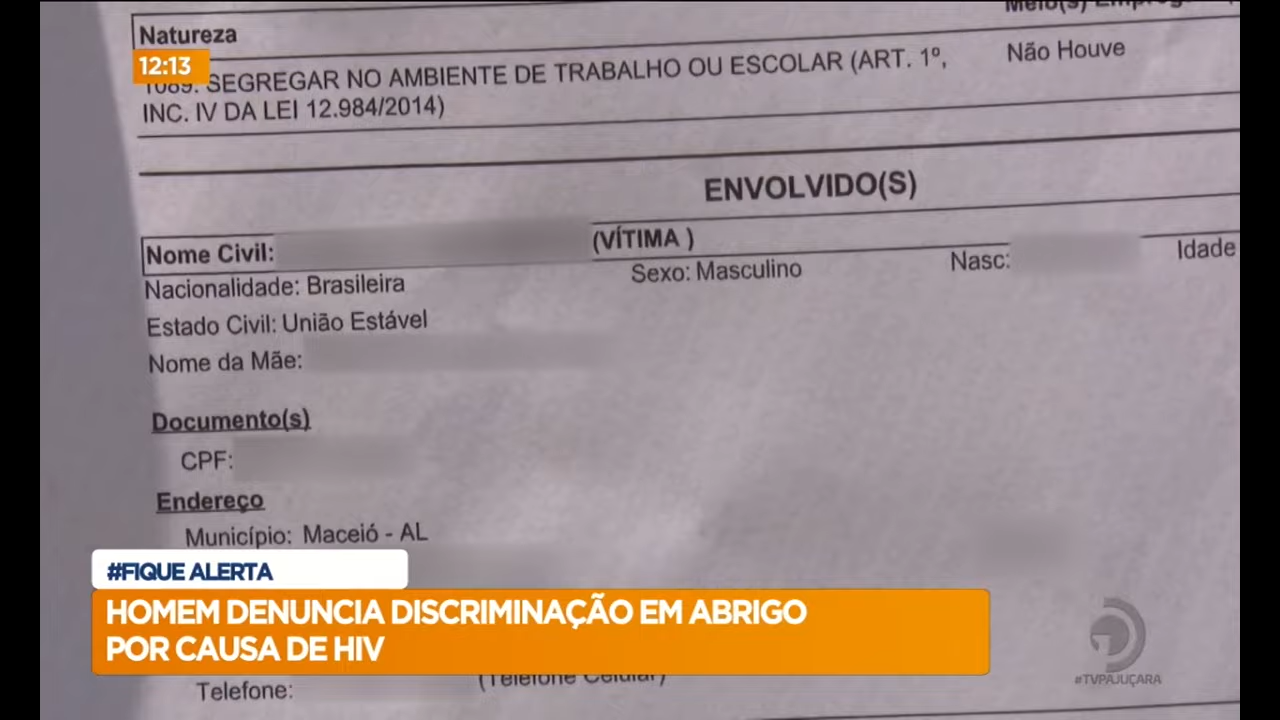 Meio(s) Empreg
Natureza
12:13
1089: SEGREGAR NO AMBIENTE DE TRABALHO OU ESCOLAR (ART. 1º,
Não Houve
INC. IV DA LEI 12.984/2014)
ENVOLVIDO(S)
Nome Civil: (VÍTIMA )
Nacionalidade: Brasileira Sexo: Masculino Nasc: Idade
Estado Civil: União Estável
Nome da Mãe:
Documento(s)
CPF:
Endereço
Município: Maceió - AL
#FIQUE ALERTA
HOMEM DENUNCIA DISCRIMINAÇÃO EM ABRIGO
POR CAUSA DE HIV
#TVPAJUÇARA
Telefone: (Telefone Celular)